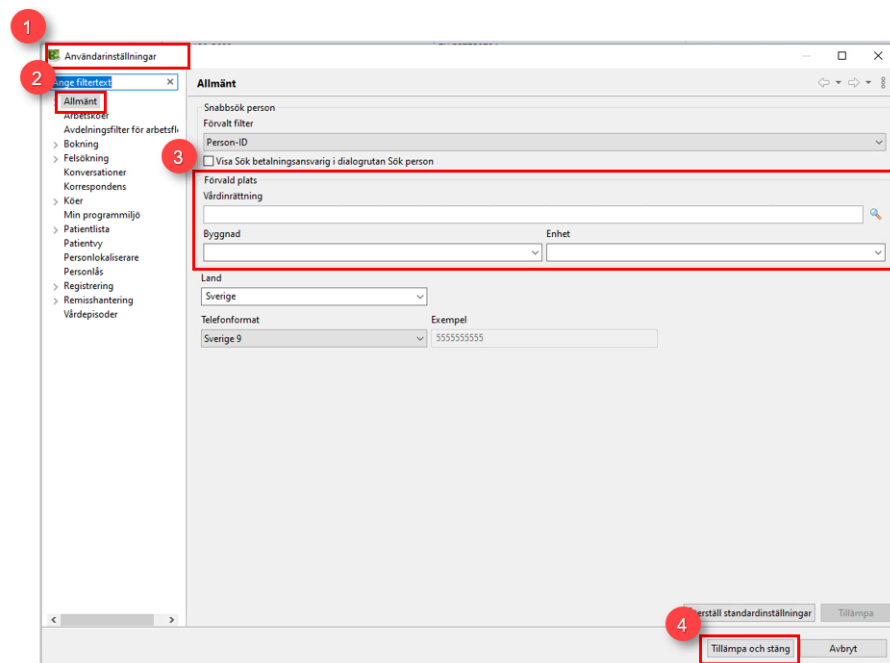 1
Användarinställningar
2
Ange filtertext
Allmänt
Arbetsköer
Avdelningsfilter för arbetsfl
Bokning
Felsökning
Konversationer
Korrespondens
Köer
Min programmiljö
Patientlista
Patientvy
Personlokaliserare
Personlås
Registrering
Remisshantering
Vårdepisoder
Allmänt
Snabbsök person
Förvalt filter
Person-ID
3
Visa Sök betalningsansvarig i dialogrutan Sök person
Förvald plats
Vårdinrättning
Byggnad Enhet
Land
Sverige
Telefonformat Exempel
Sverige 9 5555555555
erställ standardinställningar Tillämpa
4
Tillämpa och stäng Avbryt